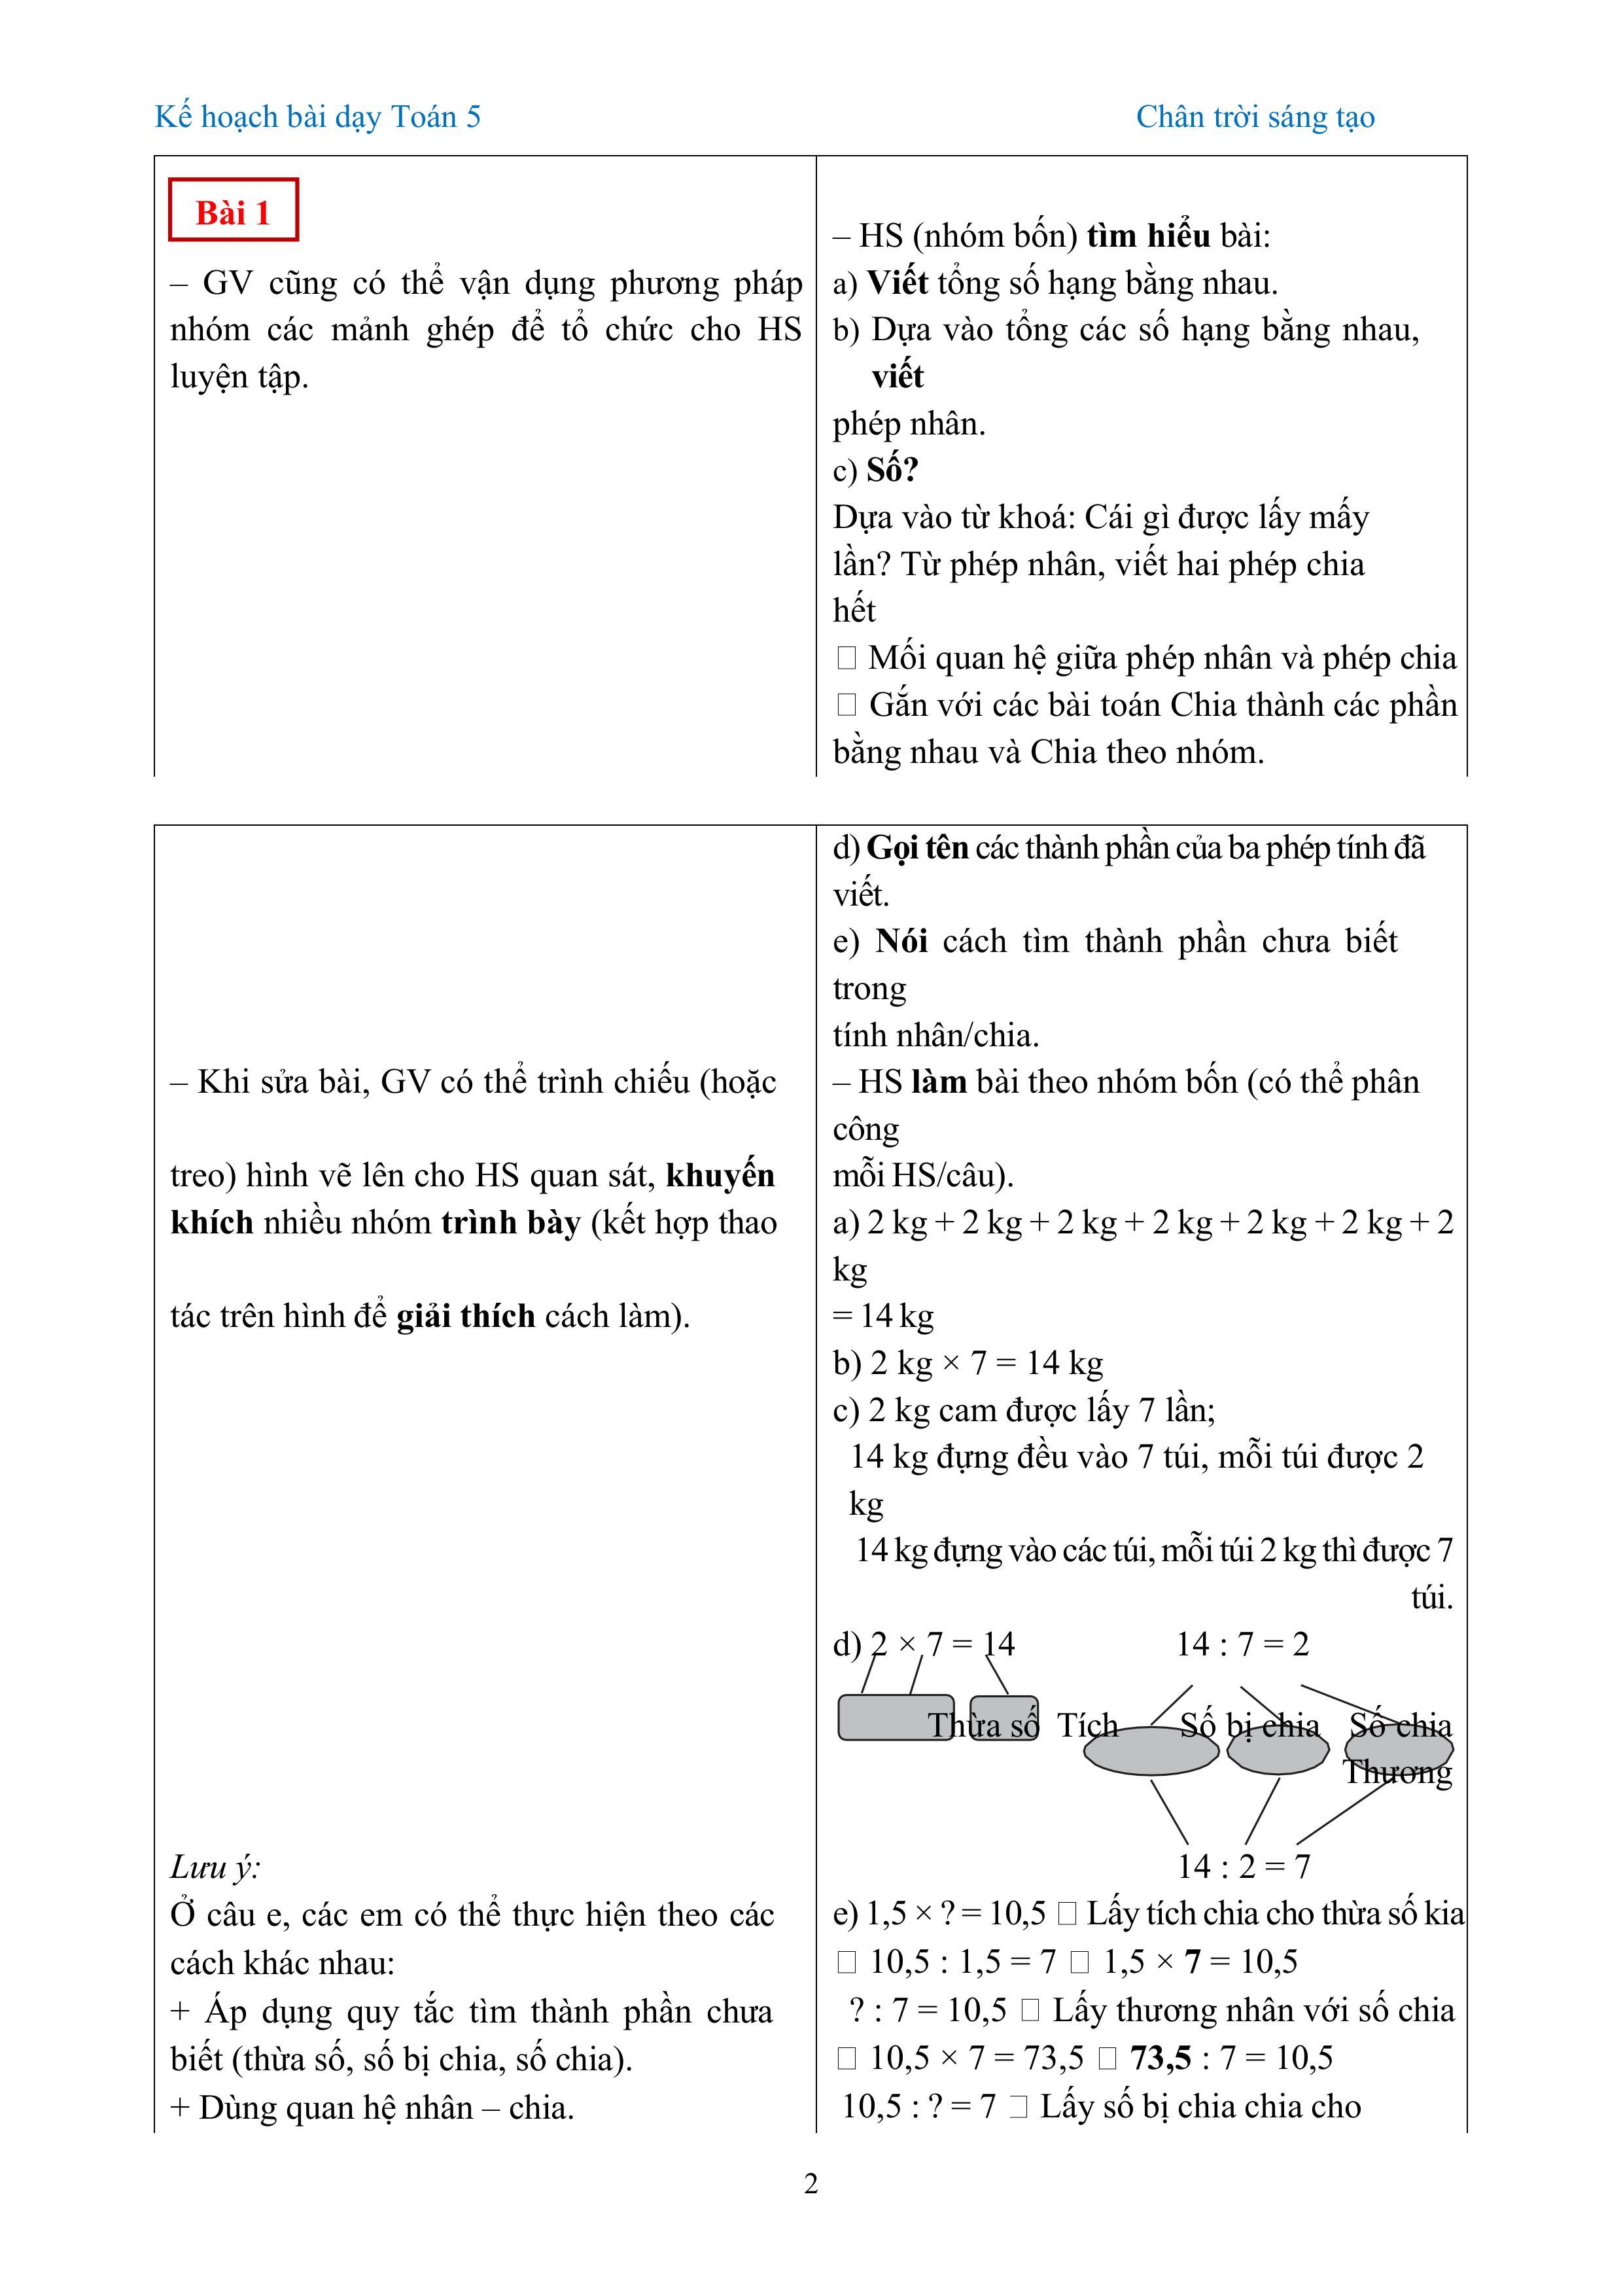 Kế hoạch bài dạy Toán 5
Chân trời sáng tạo
Bài 1
– GV cũng có thể vận dụng phương pháp
nhóm các mảnh ghép để tổ chức cho HS
luyện tập.
– HS (nhóm bốn) tìm hiểu bài:
a) Viết tổng số hạng bằng nhau.
b) Dựa vào tổng các số hạng bằng nhau,
viết
phép nhân.
c) Số?
Dựa vào từ khoá: Cái gì được lấy mấy
lần? Từ phép nhân, viết hai phép chia
hết
□ Mối quan hệ giữa phép nhân và phép chia
□ Gắn với các bài toán Chia thành các phần
bằng nhau và Chia theo nhóm.
– Khi sửa bài, GV có thể trình chiếu (hoặc
treo) hình vẽ lên cho HS quan sát, khuyến
khích nhiều nhóm trình bày (kết hợp thao
tác trên hình để giải thích cách làm).
Lưu ý:
Ở câu e, các em có thể thực hiện theo các
cách khác nhau:
+ Áp dụng quy tắc tìm thành phần chưa
biết (thừa số, số bị chia, số chia).
+ Dùng quan hệ nhân – chia.
d) Gọi tên các thành phần của ba phép tính đã
viết.
e) Nói cách tìm thành phần chưa biết
trong
tính nhân/chia.
– HS làm bài theo nhóm bốn (có thể phân
công
mỗi HS/câu).
a) 2 kg + 2 kg + 2 kg + 2 kg + 2 kg + 2 kg + 2
kg
= 14 kg
b) 2 kg × 7 = 14 kg
c) 2 kg cam được lấy 7 lần;
14 kg đựng đều vào 7 túi, mỗi túi được 2
kg
14 kg đựng vào các túi, mỗi túi 2 kg thì được 7
túi.
d) 2 × 7 = 14 14 : 7 = 2
Thừa số Tích Số bị chia Số chia
Thương
14 : 2 = 7
e) 1,5 × ? = 10,5 □ Lấy tích chia cho thừa số kia
□ 10,5 : 1,5 = 7 □ 1,5 × 7 = 10,5
? : 7 = 10,5 □ Lấy thương nhân với số chia
□ 10,5 × 7 = 73,5 □ 73,5 : 7 = 10,5
10,5 : ? = 7 □ Lấy số bị chia chia cho
2